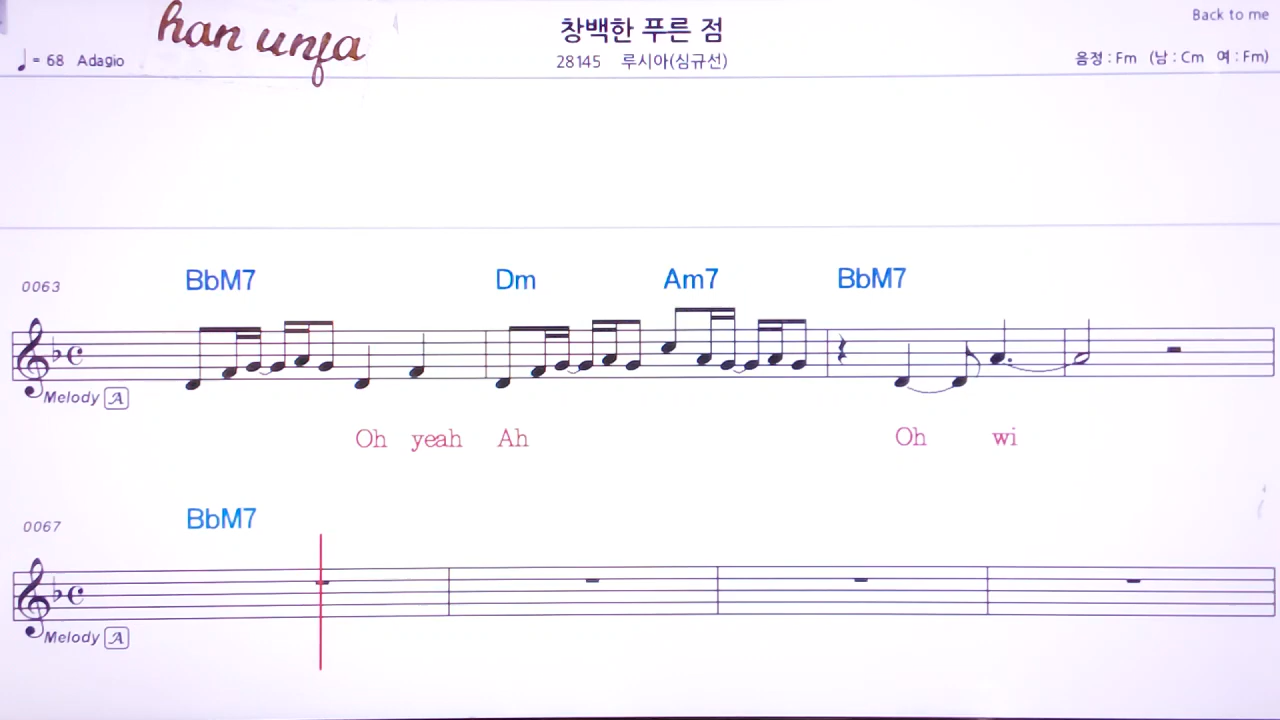 han unfa
창백한 푸른 점
Back to me
♩= 68 Adagio
28145 루시아(심규선)
음정 : Fm (남 : Cm 여 : Fm)
0063
BbM7 Dm Am7 BbM7
Melody A
Oh yeah Ah Oh wi
0067
BbM7
Melody A